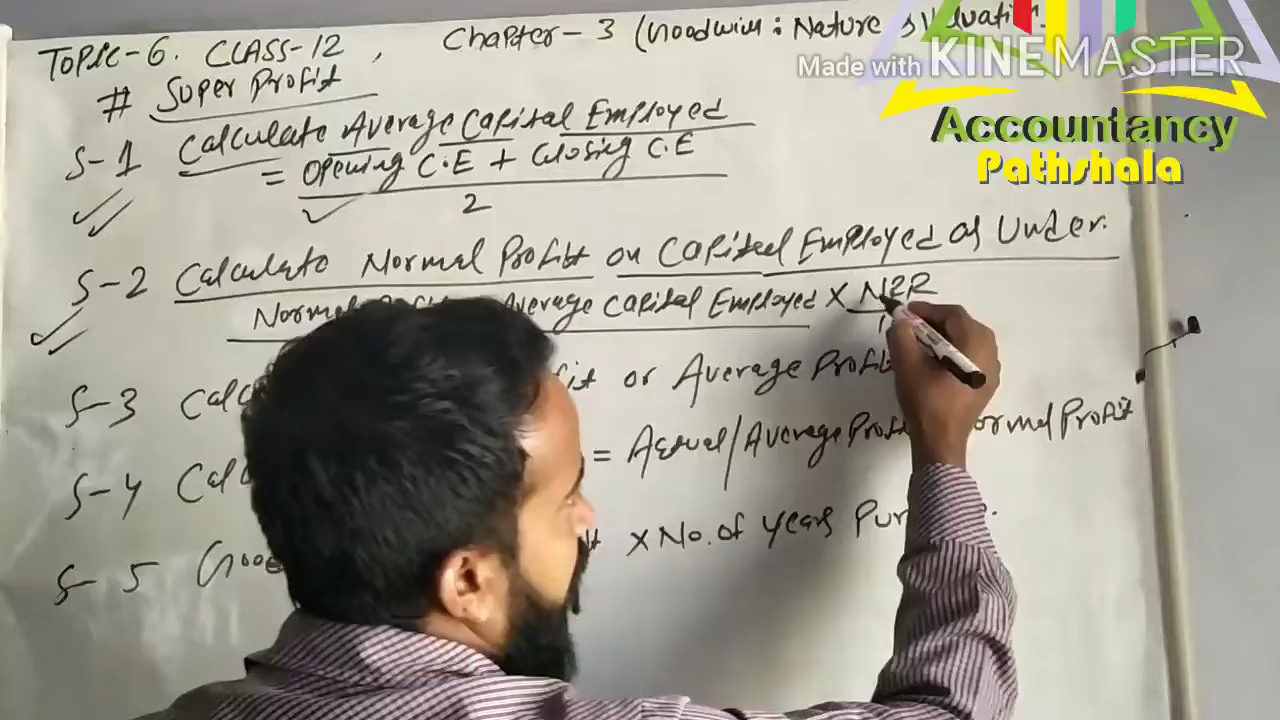 Topic-6. CLASS-12, Chapter-3 (Goodwill: Nature & Valuation
Made with KINEMASTER
# Super Profit
Accountancy
Pathshala
S-1 Calculate Average Capital Employed
= Opening C.E + Closing C.E
2
S-2 Calculate Normal Profit on Capital Employed as Under.
Average Capital Employed X NRR
S-3 or Average Profit
S-4 = Actual/Average Profit Normal Profit
S-5 X No. of years